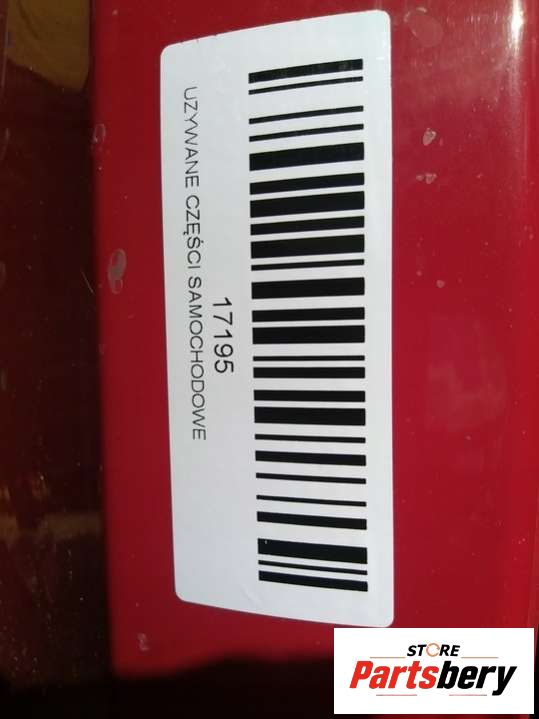 17195
UZYWANE CZĘŚCI SAMOCHODOWE
STORE
Partsbery